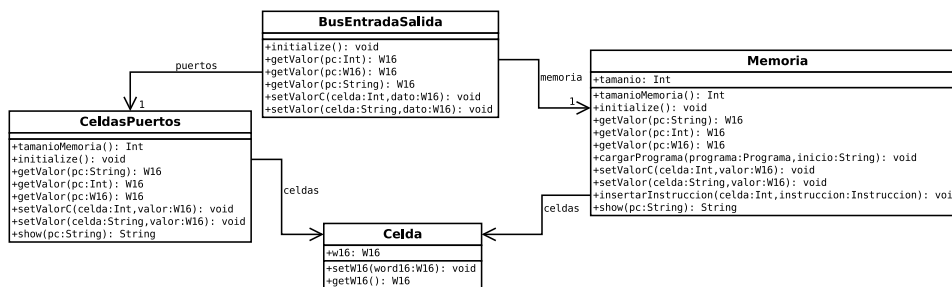 BusEntradaSalida
+initialize(): void
+getValor(pc:Int): W16
+getValor(pc:W16): W16
+getValor(pc:String): W16
+setValorC(celda:Int,dato:W16): void
+setValor(celda:String,dato:W16): void
puertos
1
memoria
1
Memoria
+tamanio: Int
+tamanioMemoria(): Int
+initialize(): void
+getValor(pc:String): W16
+getValor(pc:Int): W16
+getValor(pc:W16): W16
+cargarPrograma(programa:Programa,inicio:String): void
+setValorC(celda:Int,valor:W16): void
+setValor(celda:String,valor:W16): void
+insertarInstruccion(celda:Int,instruccion:Instruccion): voi
+show(pc:String): String
CeldasPuertos
+tamanioMemoria(): Int
+initialize(): void
+getValor(pc:String): W16
+getValor(pc:Int): W16
+getValor(pc:W16): W16
+setValorC(celda:Int,valor:W16): void
+setValor(celda:String,valor:W16): void
+show(pc:String): String
celdas
celdas
Celda
+w16: W16
+setW16(word16:W16): void
+getW16(): W16